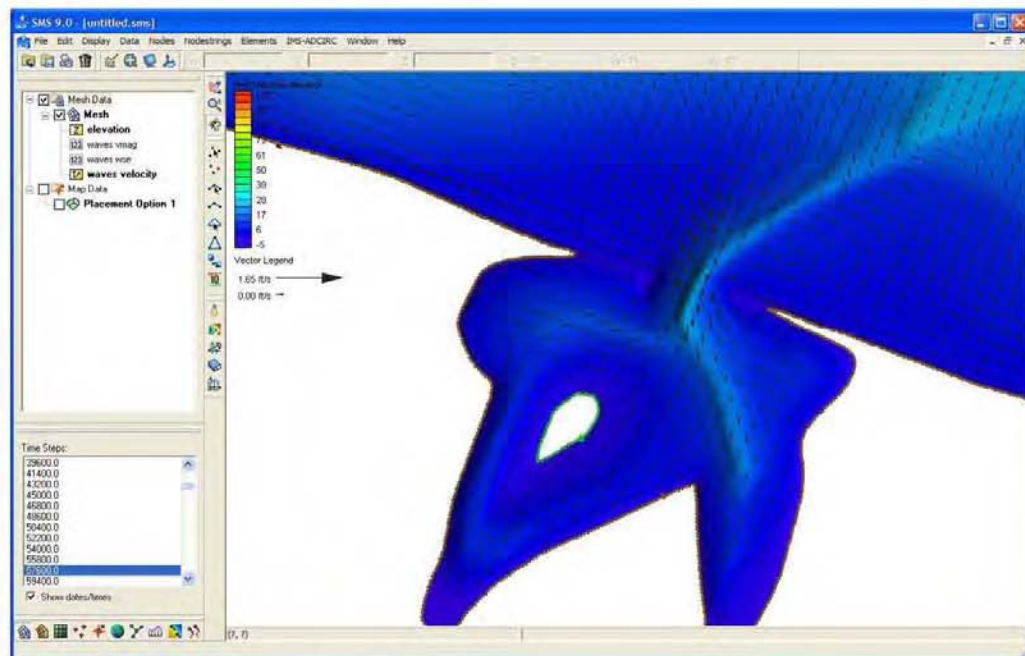 SMS 9.0 - [untitled.sms]
File Edit Display Data Nodes Nodestrings Elements IMS-ADCIRC Window Help
Mesh Data
Mesh
elevation
waves vmag
waves wse
waves velocity
Map Data
Placement Option 1
61
50
39
28
17
6
-5
Vector Legend
1.65 ft/s
0.00 ft/s
Time Steps:
39600.0
41400.0
43200.0
45000.0
46800.0
48600.0
50400.0
52200.0
54000.0
55800.0
57600.0
59400.0
Show dates/times
(?, ?)